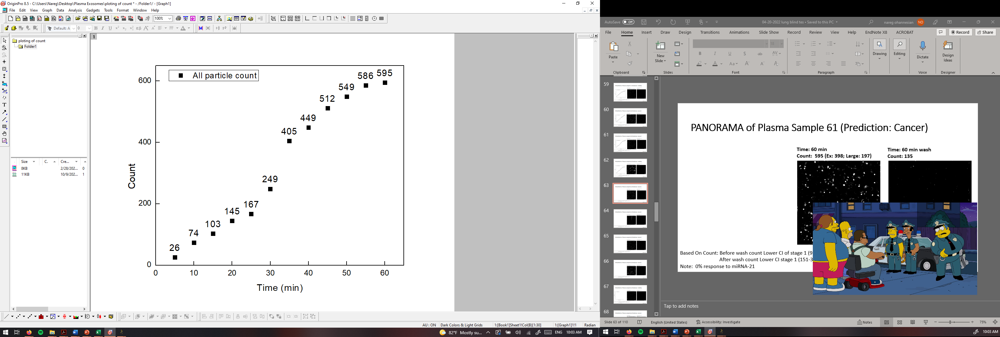 OriginPro 8.5 - C:\Users\Nareg\Desktop\Plasma Exosomes\ploting of count * - /Folder1/ - [Graph1]
File Edit View Graph Data Analysis Gadgets Tools Format Window Help
100%
Default: A 0
ploting of count
Folder1
Size C. Cre...
8KB 2/28/202... 0
11KB 10/9/202... 1
1
All particle count
600
400
200
0
Count
26
74
103
145
167
249
405
449
512
549
586
595
0 10 20 30 40 50 60
Time (min)
AU : ON Dark Colors & Light Grids 1:[Book1]Sheet1!Col(B)[1:30] 1:[Graph1]1!1 Radian
82°F Mostly su... ENG 10:03 AM
AutoSave Off 04-20-2022 lung blind tes • Saved to this PC nareg ohannesian NO
File Home Insert Draw Design Transitions Animations Slide Show Record Review View Help EndNote X8 ACROBAT Record Share
Paste
New Slide
18
Drawing
Editing
Dictate
Design Ideas
Clipboard Slides Font Paragraph Voice Designer
59
60
61
62
63
64
65
66
67
68
PANORAMA of Plasma Sample 61 (Prediction: Cancer)
Time: 60 min
Count: 595 (Ex: 398; Large: 197)
Time: 60 min wash
Count: 135
Based On Count: Before wash count Lower CI of stage 1 (9
After wash count Lower CI stage 1 (151-3
Note: 0% response to miRNA-21
Tap to add notes
Slide 63 of 110 English (United States) Accessibility: Investigate Notes 75%
10:03 AM